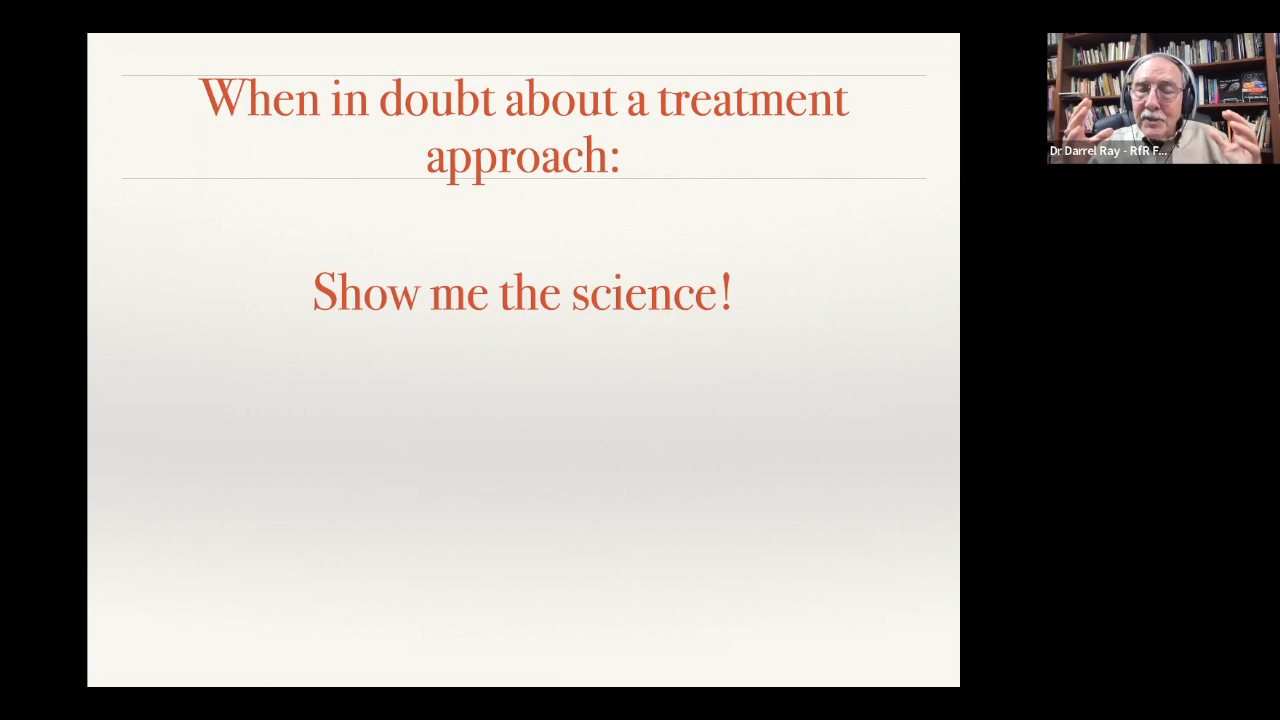 When in doubt about a treatment
approach:
Show me the science!
Dr Darrel Ray - RfR F...